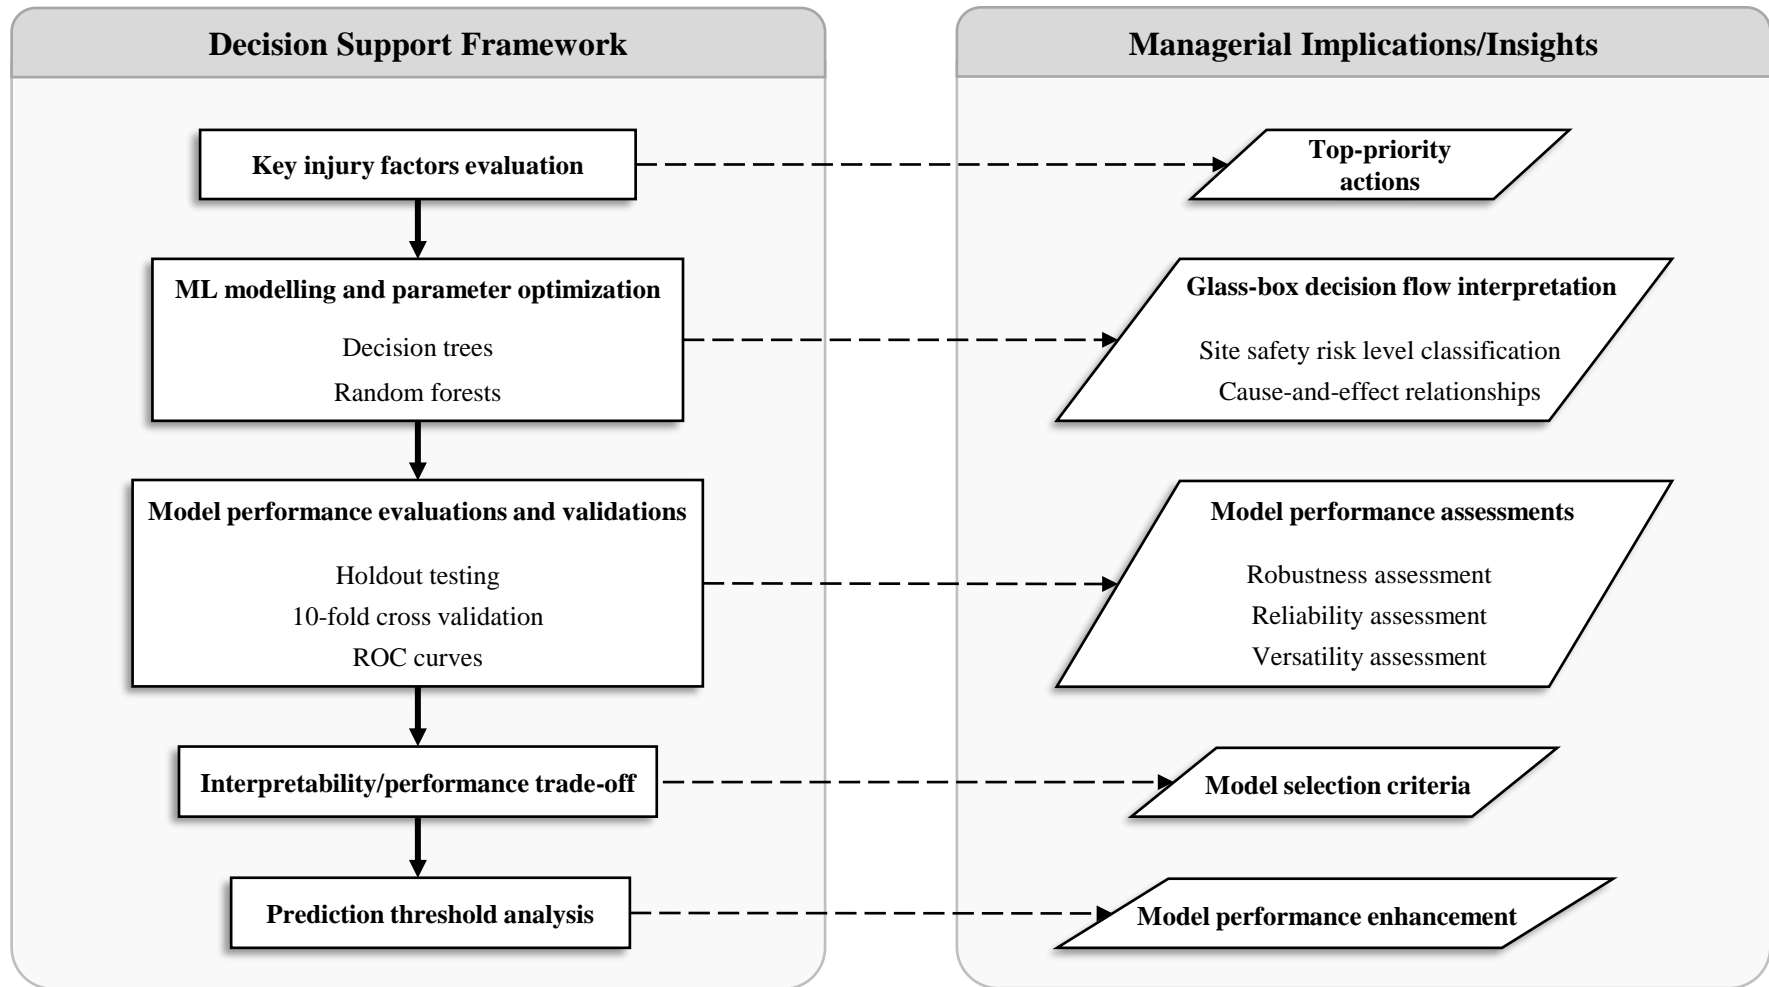 Decision Support Framework
Key injury factors evaluation
ML modelling and parameter optimization
Decision trees
Random forests
Model performance evaluations and validations
Holdout testing
10-fold cross validation
ROC curves
Interpretability/performance trade-off
Prediction threshold analysis
Managerial Implications/Insights
Top-priority
actions
Glass-box decision flow interpretation
Site safety risk level classification
Cause-and-effect relationships
Model performance assessments
Robustness assessment
Reliability assessment
Versatility assessment
Model selection criteria
Model performance enhancement